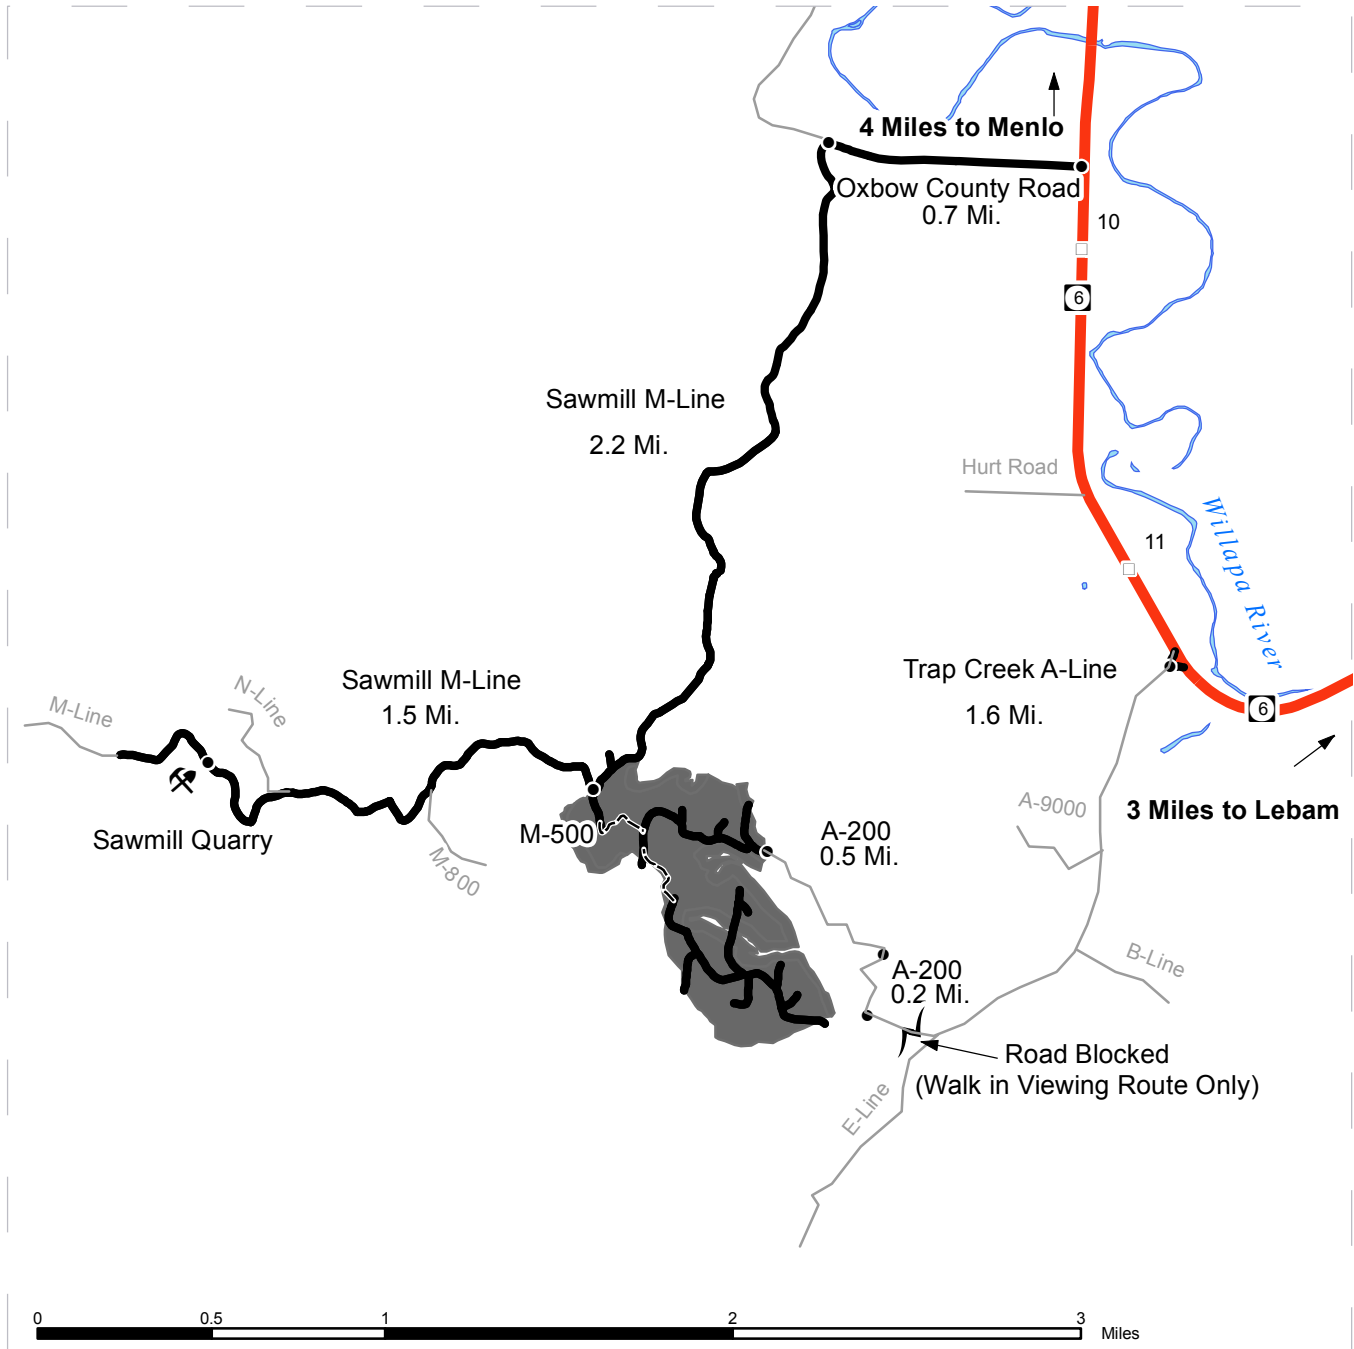 4 Miles to Menlo
Oxbow County Road
0.7 Mi.
10
6
Sawmill M-Line
2.2 Mi.
Hurt Road
11
Willapa River
Trap Creek A-Line
1.6 Mi.
6
Sawmill M-Line
1.5 Mi.
M-Line
N-Line
3 Miles to Lebam
A-9000
Sawmill Quarry
M-500
M-800
A-200
0.5 Mi.
A-200
0.2 Mi.
B-Line
Road Blocked
(Walk in Viewing Route Only)
E-Line
0 0.5 1 2 3
Miles